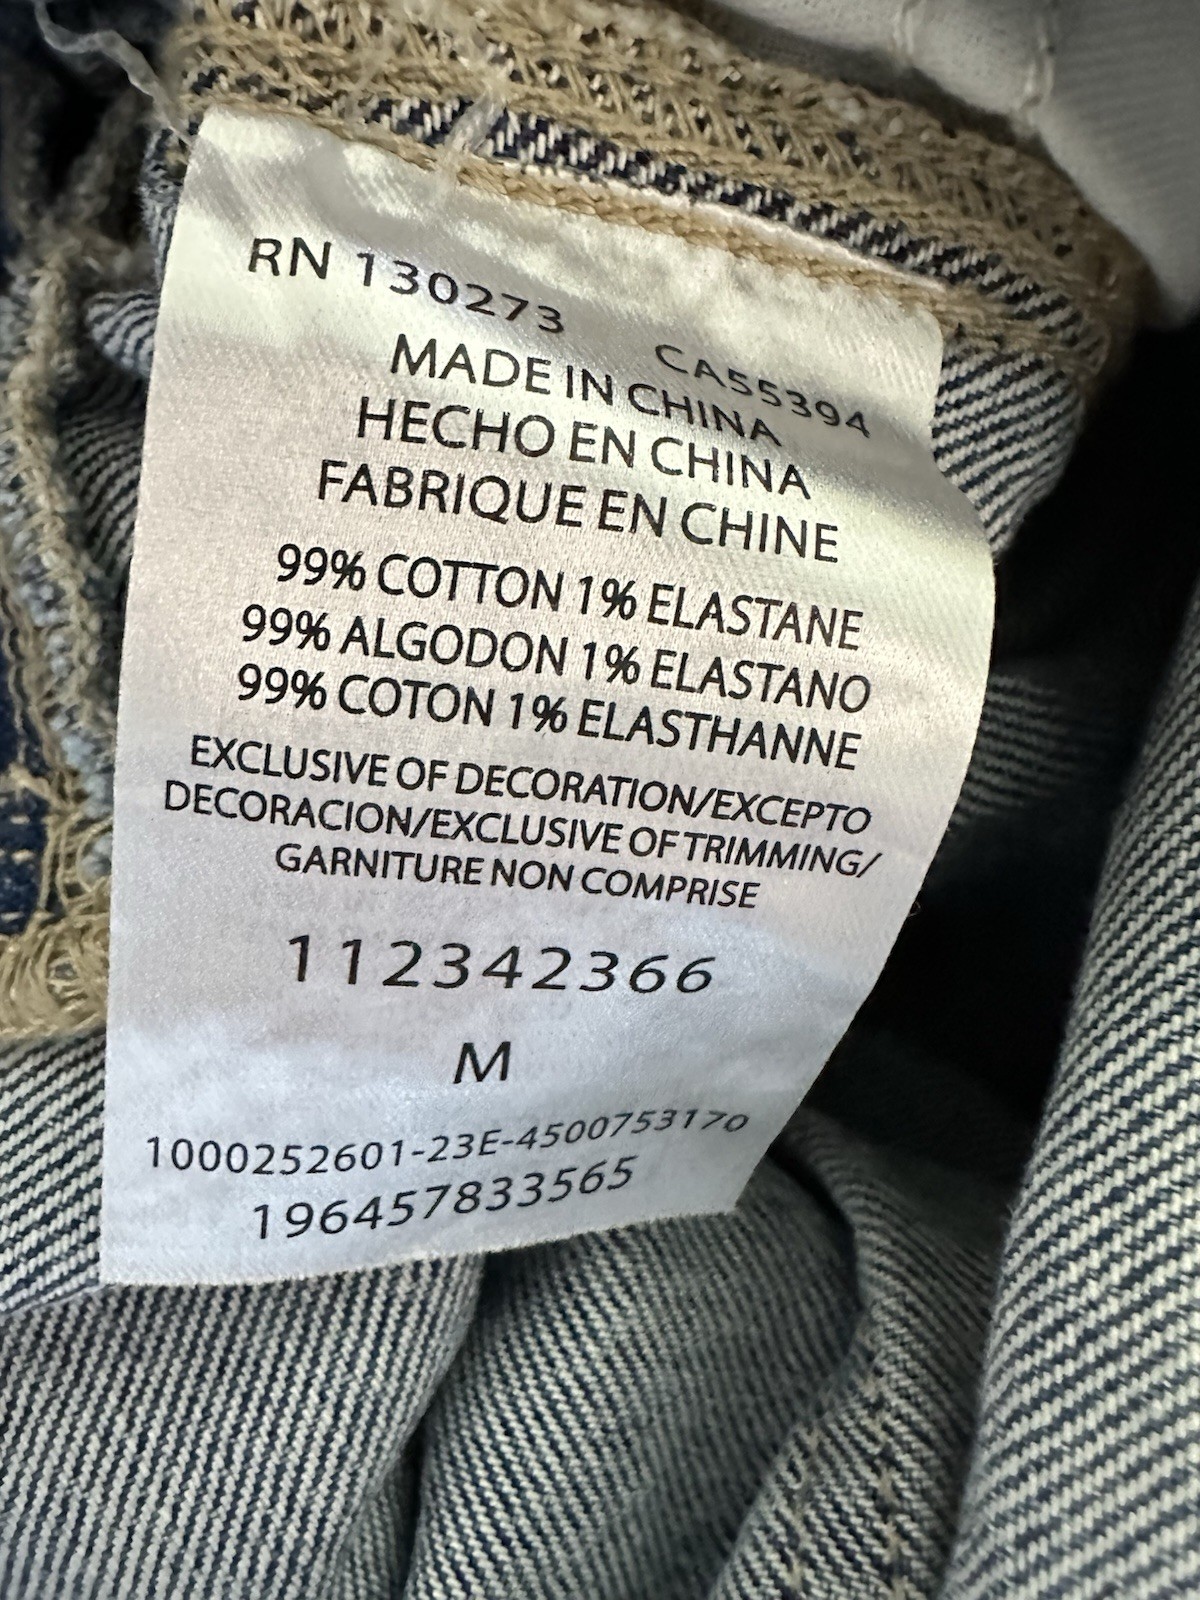 RN 130273 CA55394
MADE IN CHINA
HECHO EN CHINA
FABRIQUE EN CHINE
99% COTTON 1% ELASTANE
99% ALGODON 1% ELASTANO
99% COTON 1% ELASTHANNE
EXCLUSIVE OF DECORATION/EXCEPTO
DECORACION/EXCLUSIVE OF TRIMMING/
GARNITURE NON COMPRISE
112342366
M
1000252601-23E-4500753170
196457833565